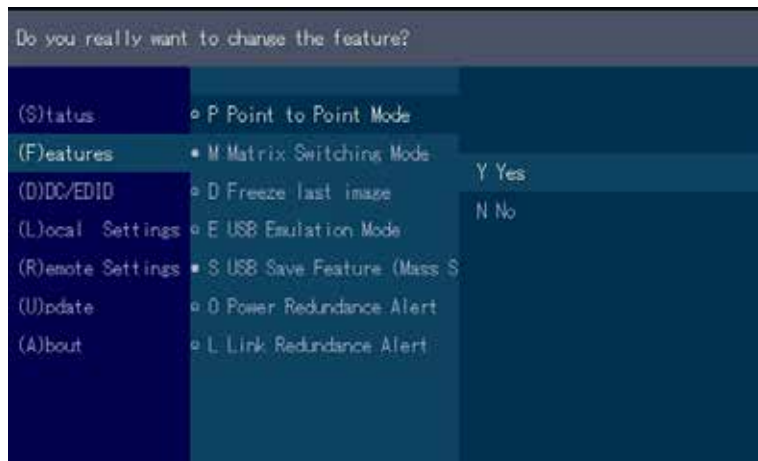 Do you really want to change the feature?
(S)tatus
(F)eatures
(D)DC/EDID
(L)ocal Settings
(R)emote Settings
(U)pdate
(A)bout
P Point to Point Mode
M Matrix Switching Mode
D Freeze last image
E USB Emulation Mode
S USB Save Feature (Mass S
O Power Redundance Alert
L Link Redundance Alert
Y Yes
N No